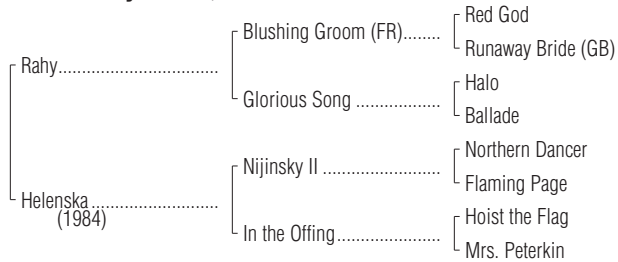 Red God
Blushing Groom (FR)........
Runaway Bride (GB)
Rahy..................................
Halo
Glorious Song ..................
Ballade
Northern Dancer
Nijinsky II .........................
Flaming Page
Helenska...........................
(1984)
Hoist the Flag
In the Offing......................
Mrs. Peterkin